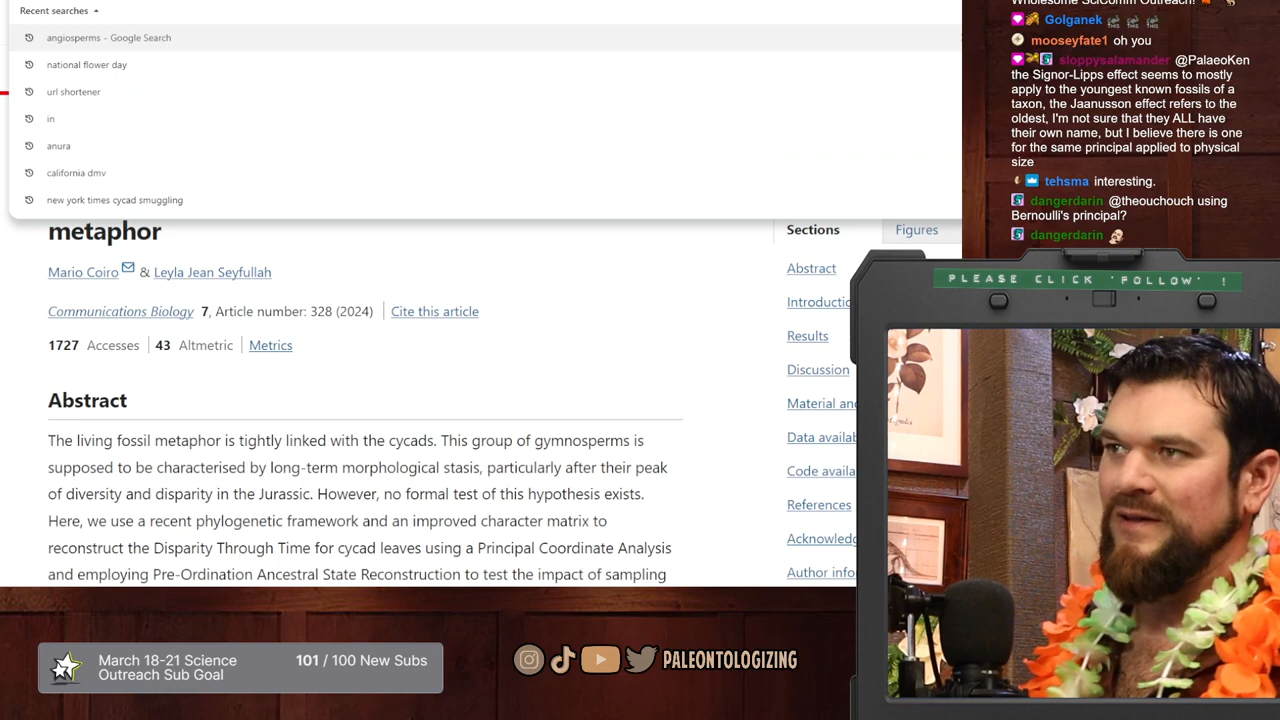 Recent searches
angiosperms - Google Search
national flower day
url shortener
in
anura
california dmv
new york times cycad smuggling
metaphor
Mario Coiro & Leyla Jean Seyfullah
Communications Biology 7, Article number: 328 (2024) Cite this article
1727 Accesses 43 Altmetric Metrics
Abstract
The living fossil metaphor is tightly linked with the cycads. This group of gymnosperms is
supposed to be characterised by long-term morphological stasis, particularly after their peak
of diversity and disparity in the Jurassic. However, no formal test of this hypothesis exists.
Here, we use a recent phylogenetic framework and an improved character matrix to
reconstruct the Disparity Through Time for cycad leaves using a Principal Coordinate Analysis
and employing Pre-Ordination Ancestral State Reconstruction to test the impact of sampling
Sections Figures
Abstract
Introductio
Results
Discussion
Material and
Data availab
Code availa
References
Acknowledg
Author info
Wholesome SciComm Outreach!
Golganek
mooseyfate1 oh you
sloppysalamander @PalaeoKen
the Signor-Lipps effect seems to mostly
apply to the youngest known fossils of a
taxon, the Jaanusson effect refers to the
oldest, I'm not sure that they ALL have
their own name, but I believe there is one
for the same principal applied to physical
size
tehsma interesting.
dangerdarin @theouchouch using
Bernoulli's principal?
dangerdarin
PLEASE CLICK 'FOLLOW' !
March 18-21 Science 101 / 100 New Subs
Outreach Sub Goal
PALEONTOLOGIZING